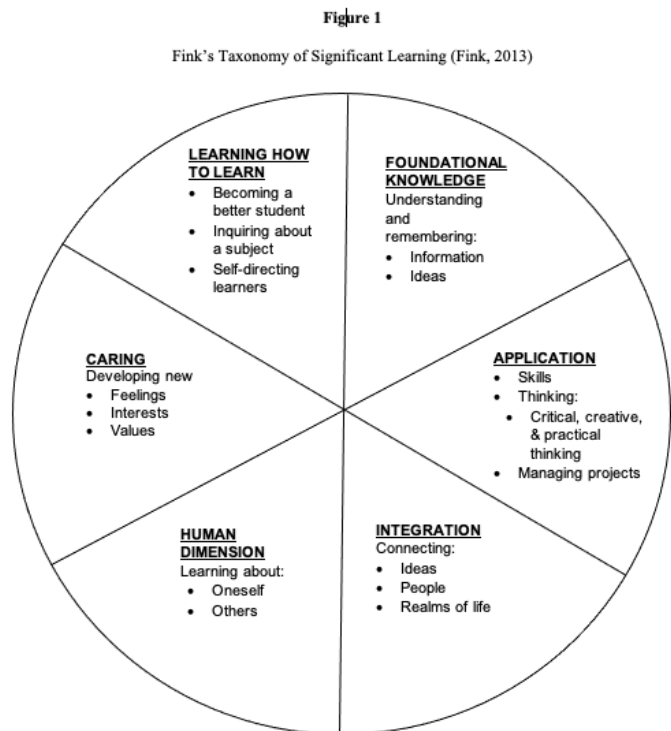 Figure 1
Fink's Taxonomy of Significant Learning (Fink, 2013)
LEARNING HOW
TO LEARN
• Becoming a
better student
• Inquiring about
a subject
• Self-directing
learners
FOUNDATIONAL
KNOWLEDGE
Understanding
and
remembering:
• Information
• Ideas
CARING
Developing new
• Feelings
• Interests
• Values
APPLICATION
• Skills
• Thinking:
• Critical, creative,
& practical
thinking
• Managing projects
HUMAN
DIMENSION
Learning about:
• Oneself
• Others
INTEGRATION
Connecting:
• Ideas
• People
• Realms of life